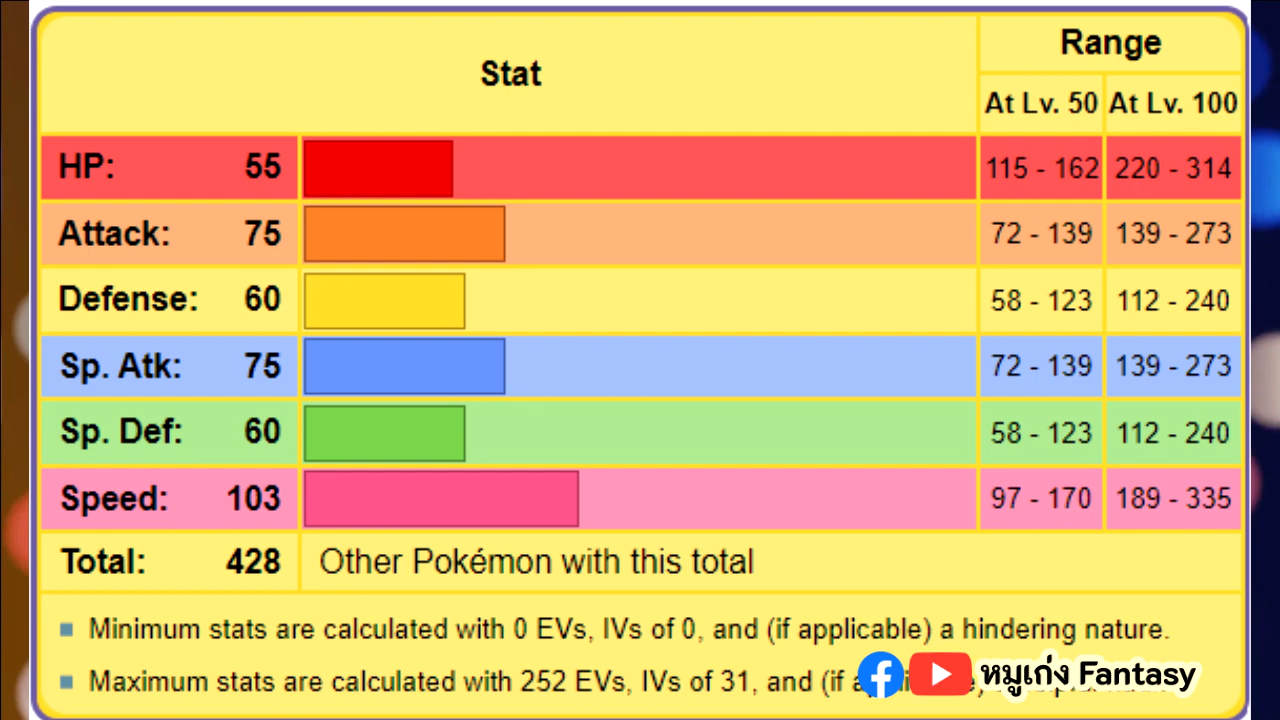 Stat
Range
At Lv. 50 At Lv. 100
HP: 55 115 - 162 220 - 314
Attack: 75 72 - 139 139 - 273
Defense: 60 58 - 123 112 - 240
Sp. Atk: 75 72 - 139 139 - 273
Sp. Def: 60 58 - 123 112 - 240
Speed: 103 97 - 170 189 - 335
Total: 428 Other Pokémon with this total
Minimum stats are calculated with 0 EVs, IVs of 0, and (if applicable) a hindering nature.
Maximum stats are calculated with 252 EVs, IVs of 31, and (if
หมูเก่ง Fantasy